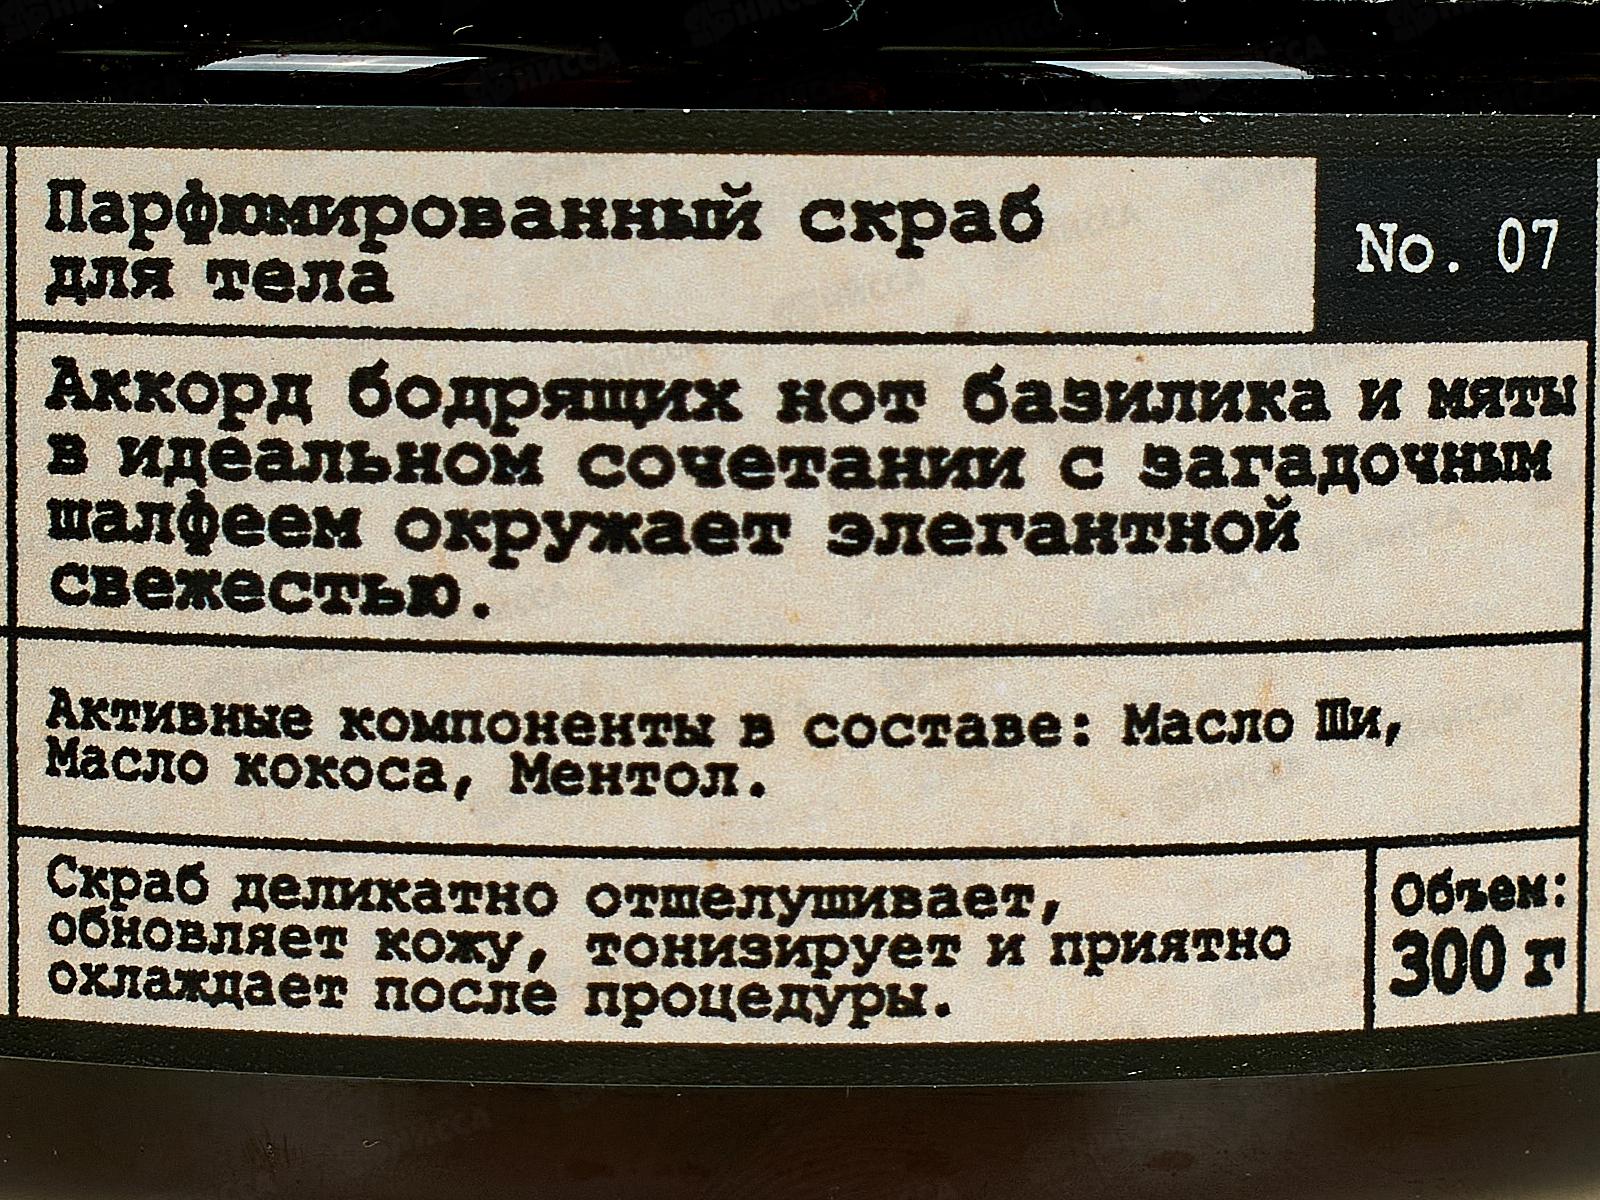 Парфюмированный скраб
для тела
No. 07
Аккорд бодрящих нот базилика и мяты
в идеальном сочетании с загадочным
шалфеем окружает элегантной
свежестью.
Активные компоненты в составе: Масло Ши,
Масло кокоса, Ментол.
Скраб деликатно отшелушивает,
обновляет кожу, тонизирует и приятно
охлаждает после процедуры.
Объем:
300 г